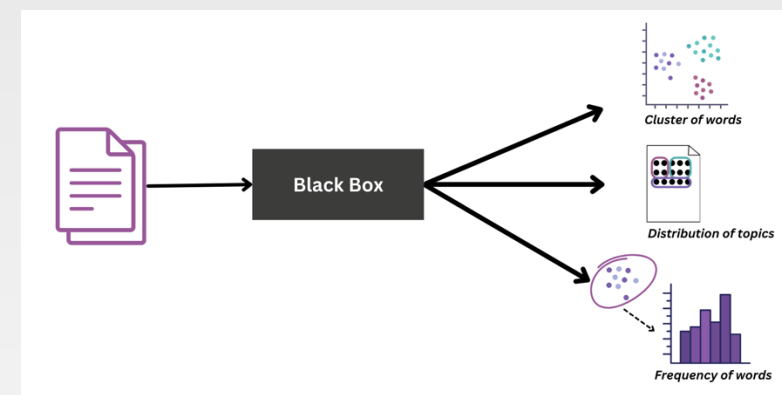 Cluster of words
Black Box
Distribution of topics
Frequency of words